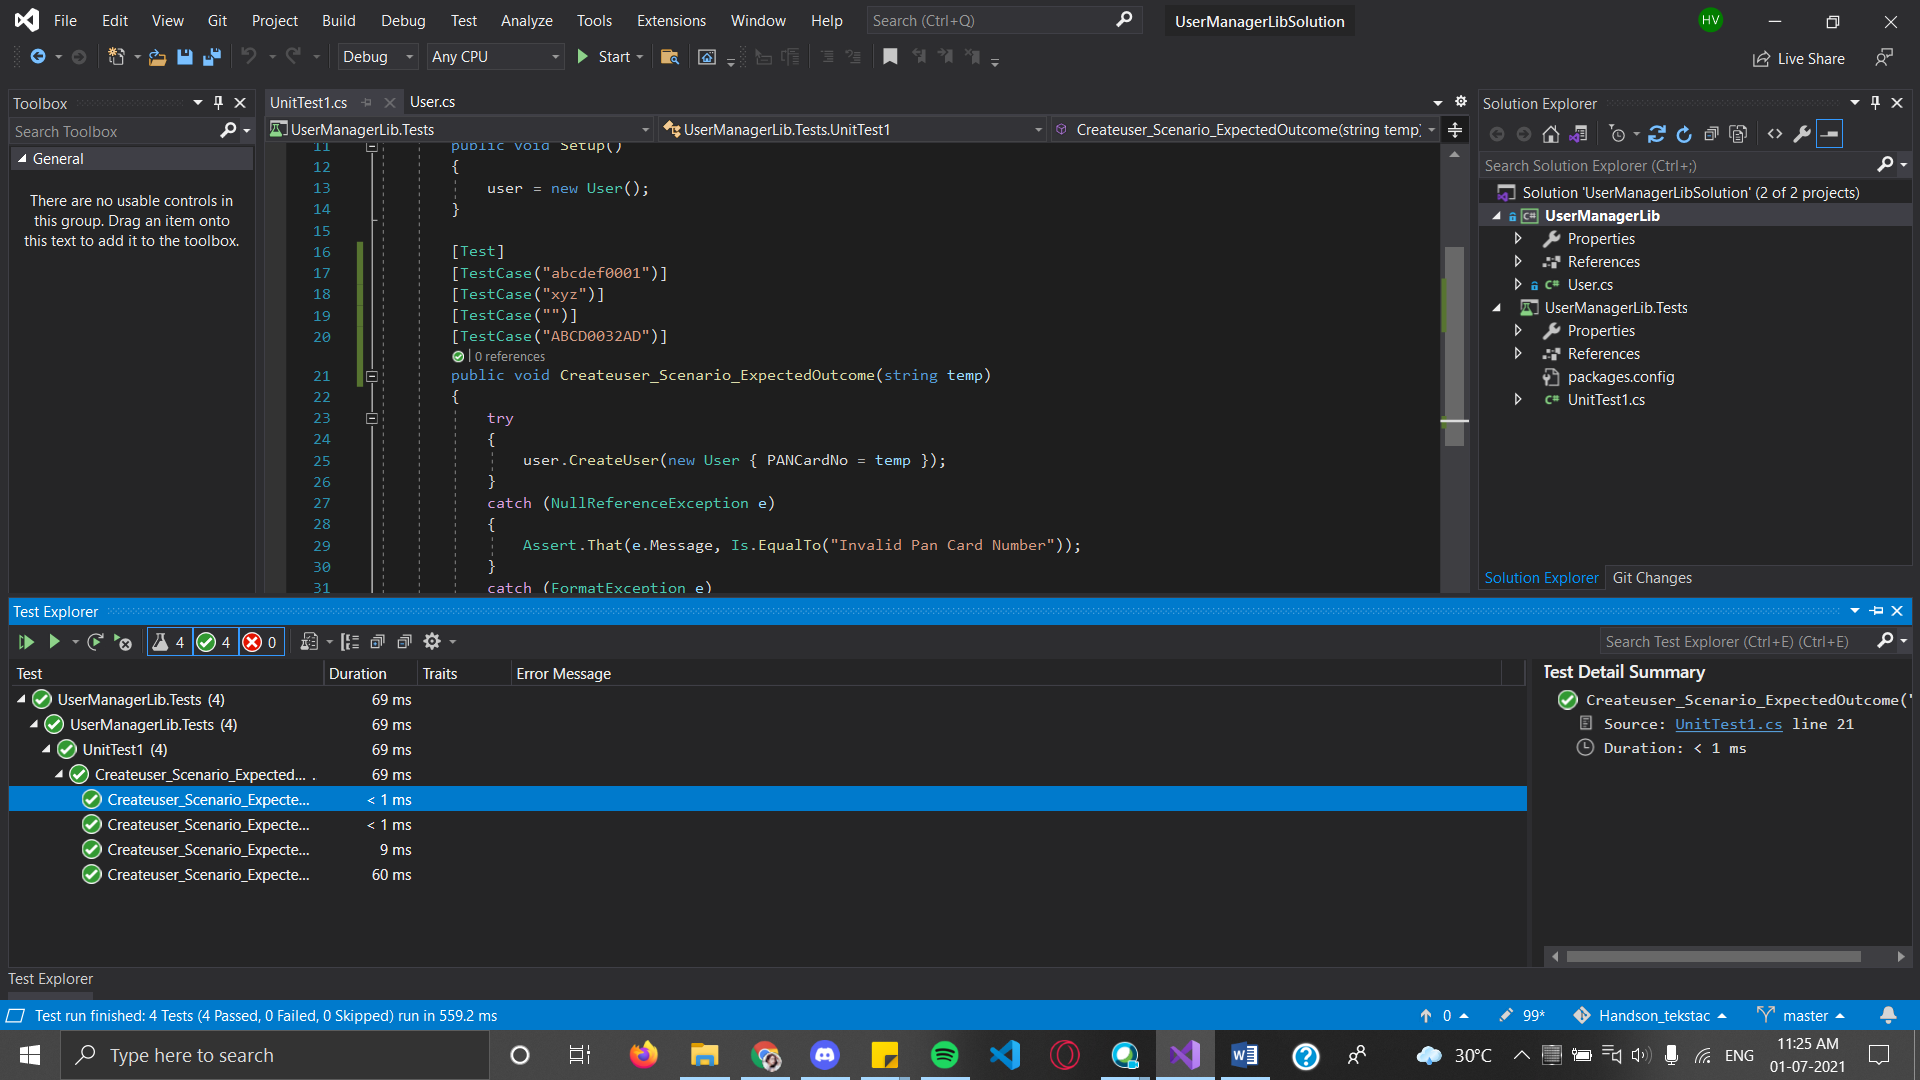 File Edit View Git Project Build Debug Test Analyze Tools Extensions Window Help Search (Ctrl+Q) UserManagerLibSolution HV
Debug Any CPU Start Live Share
Toolbox
Search Toolbox
General
There are no usable controls in
this group. Drag an item onto
this text to add it to the toolbox.
UnitTest1.cs User.cs
UserManagerLib.Tests UserManagerLib.Tests.UnitTest1 Createuser_Scenario_ExpectedOutcome(string temp)
11 public void Setup()
12 {
13 user = new User();
14 }
15
16 [Test]
17 [TestCase("abcdef0001")]
18 [TestCase("xyz")]
19 [TestCase("")]
20 [TestCase("ABCD0032AD")]
0 references
21 public void Createuser_Scenario_ExpectedOutcome(string temp)
22 {
23 try
24 {
25 user.CreateUser(new User { PANCardNo = temp });
26 }
27 catch (NullReferenceException e)
28 {
29 Assert.That(e.Message, Is.EqualTo("Invalid Pan Card Number"));
30 }
31 catch (FormatException e)
Solution Explorer
Search Solution Explorer (Ctrl+;)
Solution 'UserManagerLibSolution' (2 of 2 projects)
C# UserManagerLib
Properties
References
C# User.cs
UserManagerLib.Tests
Properties
References
packages.config
C# UnitTest1.cs
Solution Explorer Git Changes
Test Explorer
4 4 0 Search Test Explorer (Ctrl+E) (Ctrl+E)
Test Duration Traits Error Message
UserManagerLib.Tests (4) 69 ms
UserManagerLib.Tests (4) 69 ms
UnitTest1 (4) 69 ms
Createuser_Scenario_Expected... . 69 ms
Createuser_Scenario_Expecte... < 1 ms
Createuser_Scenario_Expecte... < 1 ms
Createuser_Scenario_Expecte... 9 ms
Createuser_Scenario_Expecte... 60 ms
Test Detail Summary
Createuser_Scenario_ExpectedOutcome("
Source: UnitTest1.cs line 21
Duration: < 1 ms
Test Explorer
Test run finished: 4 Tests (4 Passed, 0 Failed, 0 Skipped) run in 559.2 ms 0 99* Handson_tekstac master
Type here to search 30°C ENG 11:25 AM
01-07-2021